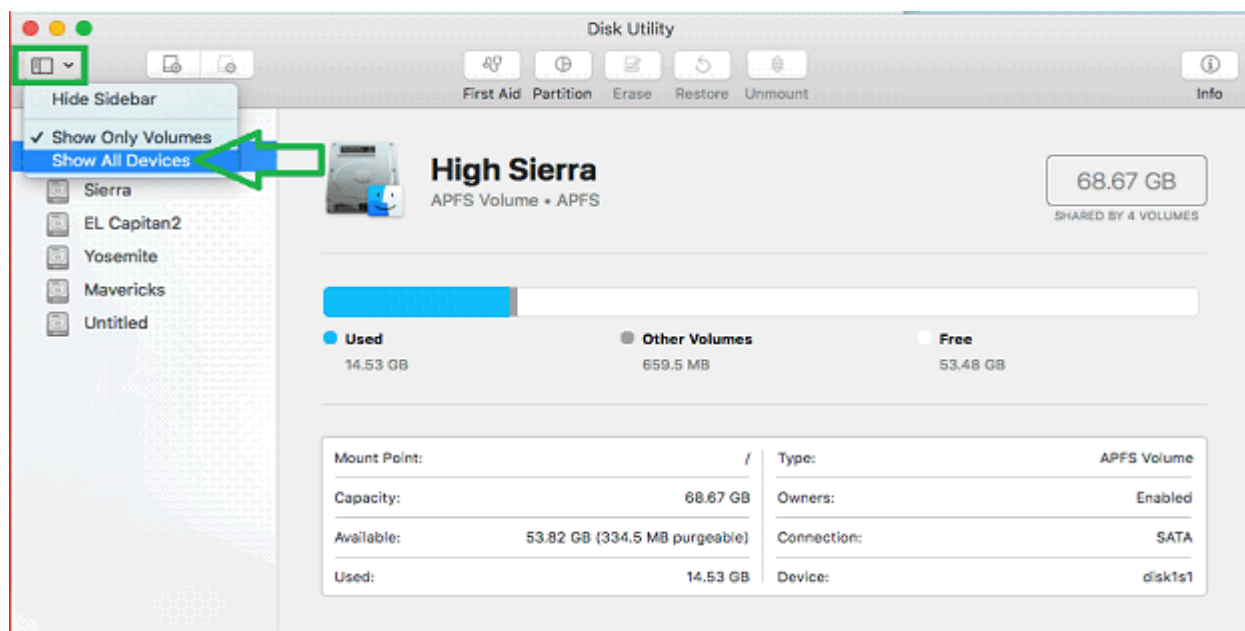 Disk Utility
First Aid Partition Erase Restore Unmount Info
Hide Sidebar
Show Only Volumes
Show All Devices
Sierra
EL Capitan2
Yosemite
Mavericks
Untitled
High Sierra
APFS Volume • APFS
68.67 GB
SHARED BY 4 VOLUMES
Used Other Volumes Free
14.53 GB 659.5 MB 53.48 GB
Mount Point: / Type: APFS Volume
Capacity: 68.67 GB Owners: Enabled
Available: 53.82 GB (334.5 MB purgeable) Connection: SATA
Used: 14.53 GB Device: disk1s1